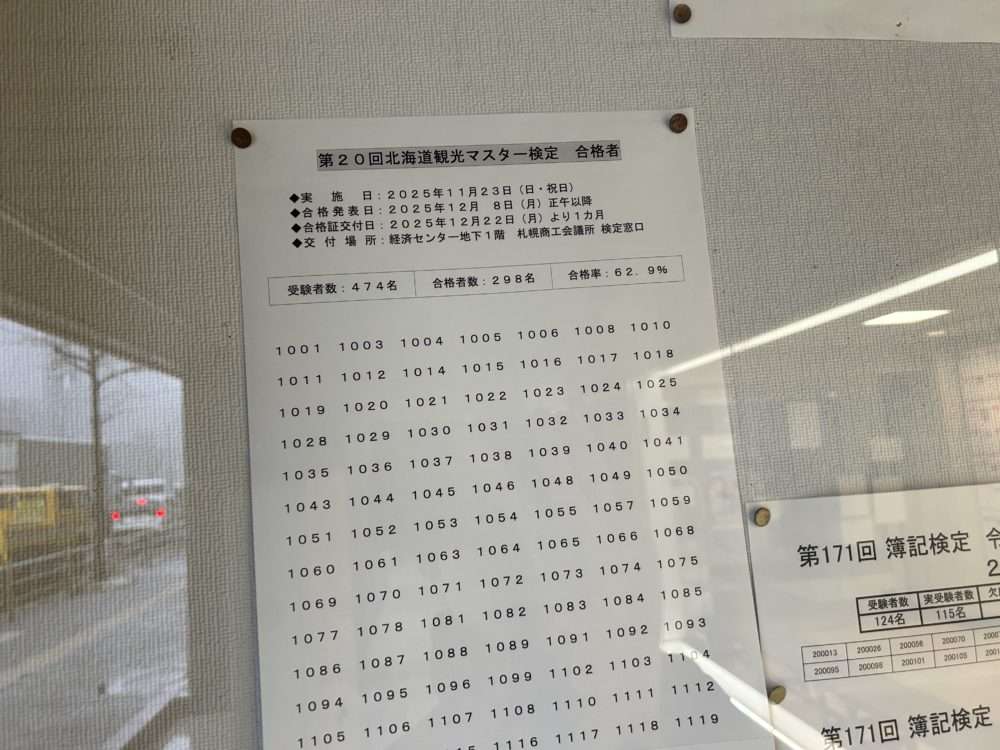 第２０回北海道観光マスター検定　合格者
◆実　施　日：２０２５年１１月２３日（日・祝日）
◆合格発表日：２０２５年１２月　８日（月）正午以降
◆合格証交付日：２０２５年１２月２２日（月）より１カ月
◆交　付　場　所：経済センター地下１階　札幌商工会議所 検定窓口
受験者数：４７４名　合格者数：２９８名　合格率：６２．９％
１００１　１００３　１００４　１００５　１００６　１００８　１０１０
１０１１　１０１２　１０１４　１０１５　１０１６　１０１７　１０１８
１０１９　１０２０　１０２１　１０２２　１０２３　１０２４　１０２５
１０２８　１０２９　１０３０　１０３１　１０３２　１０３３　１０３４
１０３５　１０３６　１０３７　１０３８　１０３９　１０４０　１０４１
１０４３　１０４４　１０４５　１０４６　１０４８　１０４９　１０５０
１０５１　１０５２　１０５３　１０５４　１０５５　１０５７　１０５９
１０６０　１０６１　１０６３　１０６４　１０６５　１０６６　１０６８
１０６９　１０７０　１０７１　１０７２　１０７３　１０７４　１０７５
１０７７　１０７８　１０８１　１０８２　１０８３　１０８４　１０８５
１０８６　１０８７　１０８８　１０８９　１０９１　１０９２　１０９３
１０９４　１０９５　１０９６　１０９９　１１０２　１１０３　１１０４
１１０５　１１０６　１１０７　１１０８　１１１０　１１１１　１１１２
１１１６　１１１７　１１１８　１１１９
第171回 簿記検定　令
受験者数　実受験者数
124名　115名
200013　200026　200056　200070
200095　200098　200101　200105
第171回 簿記検定